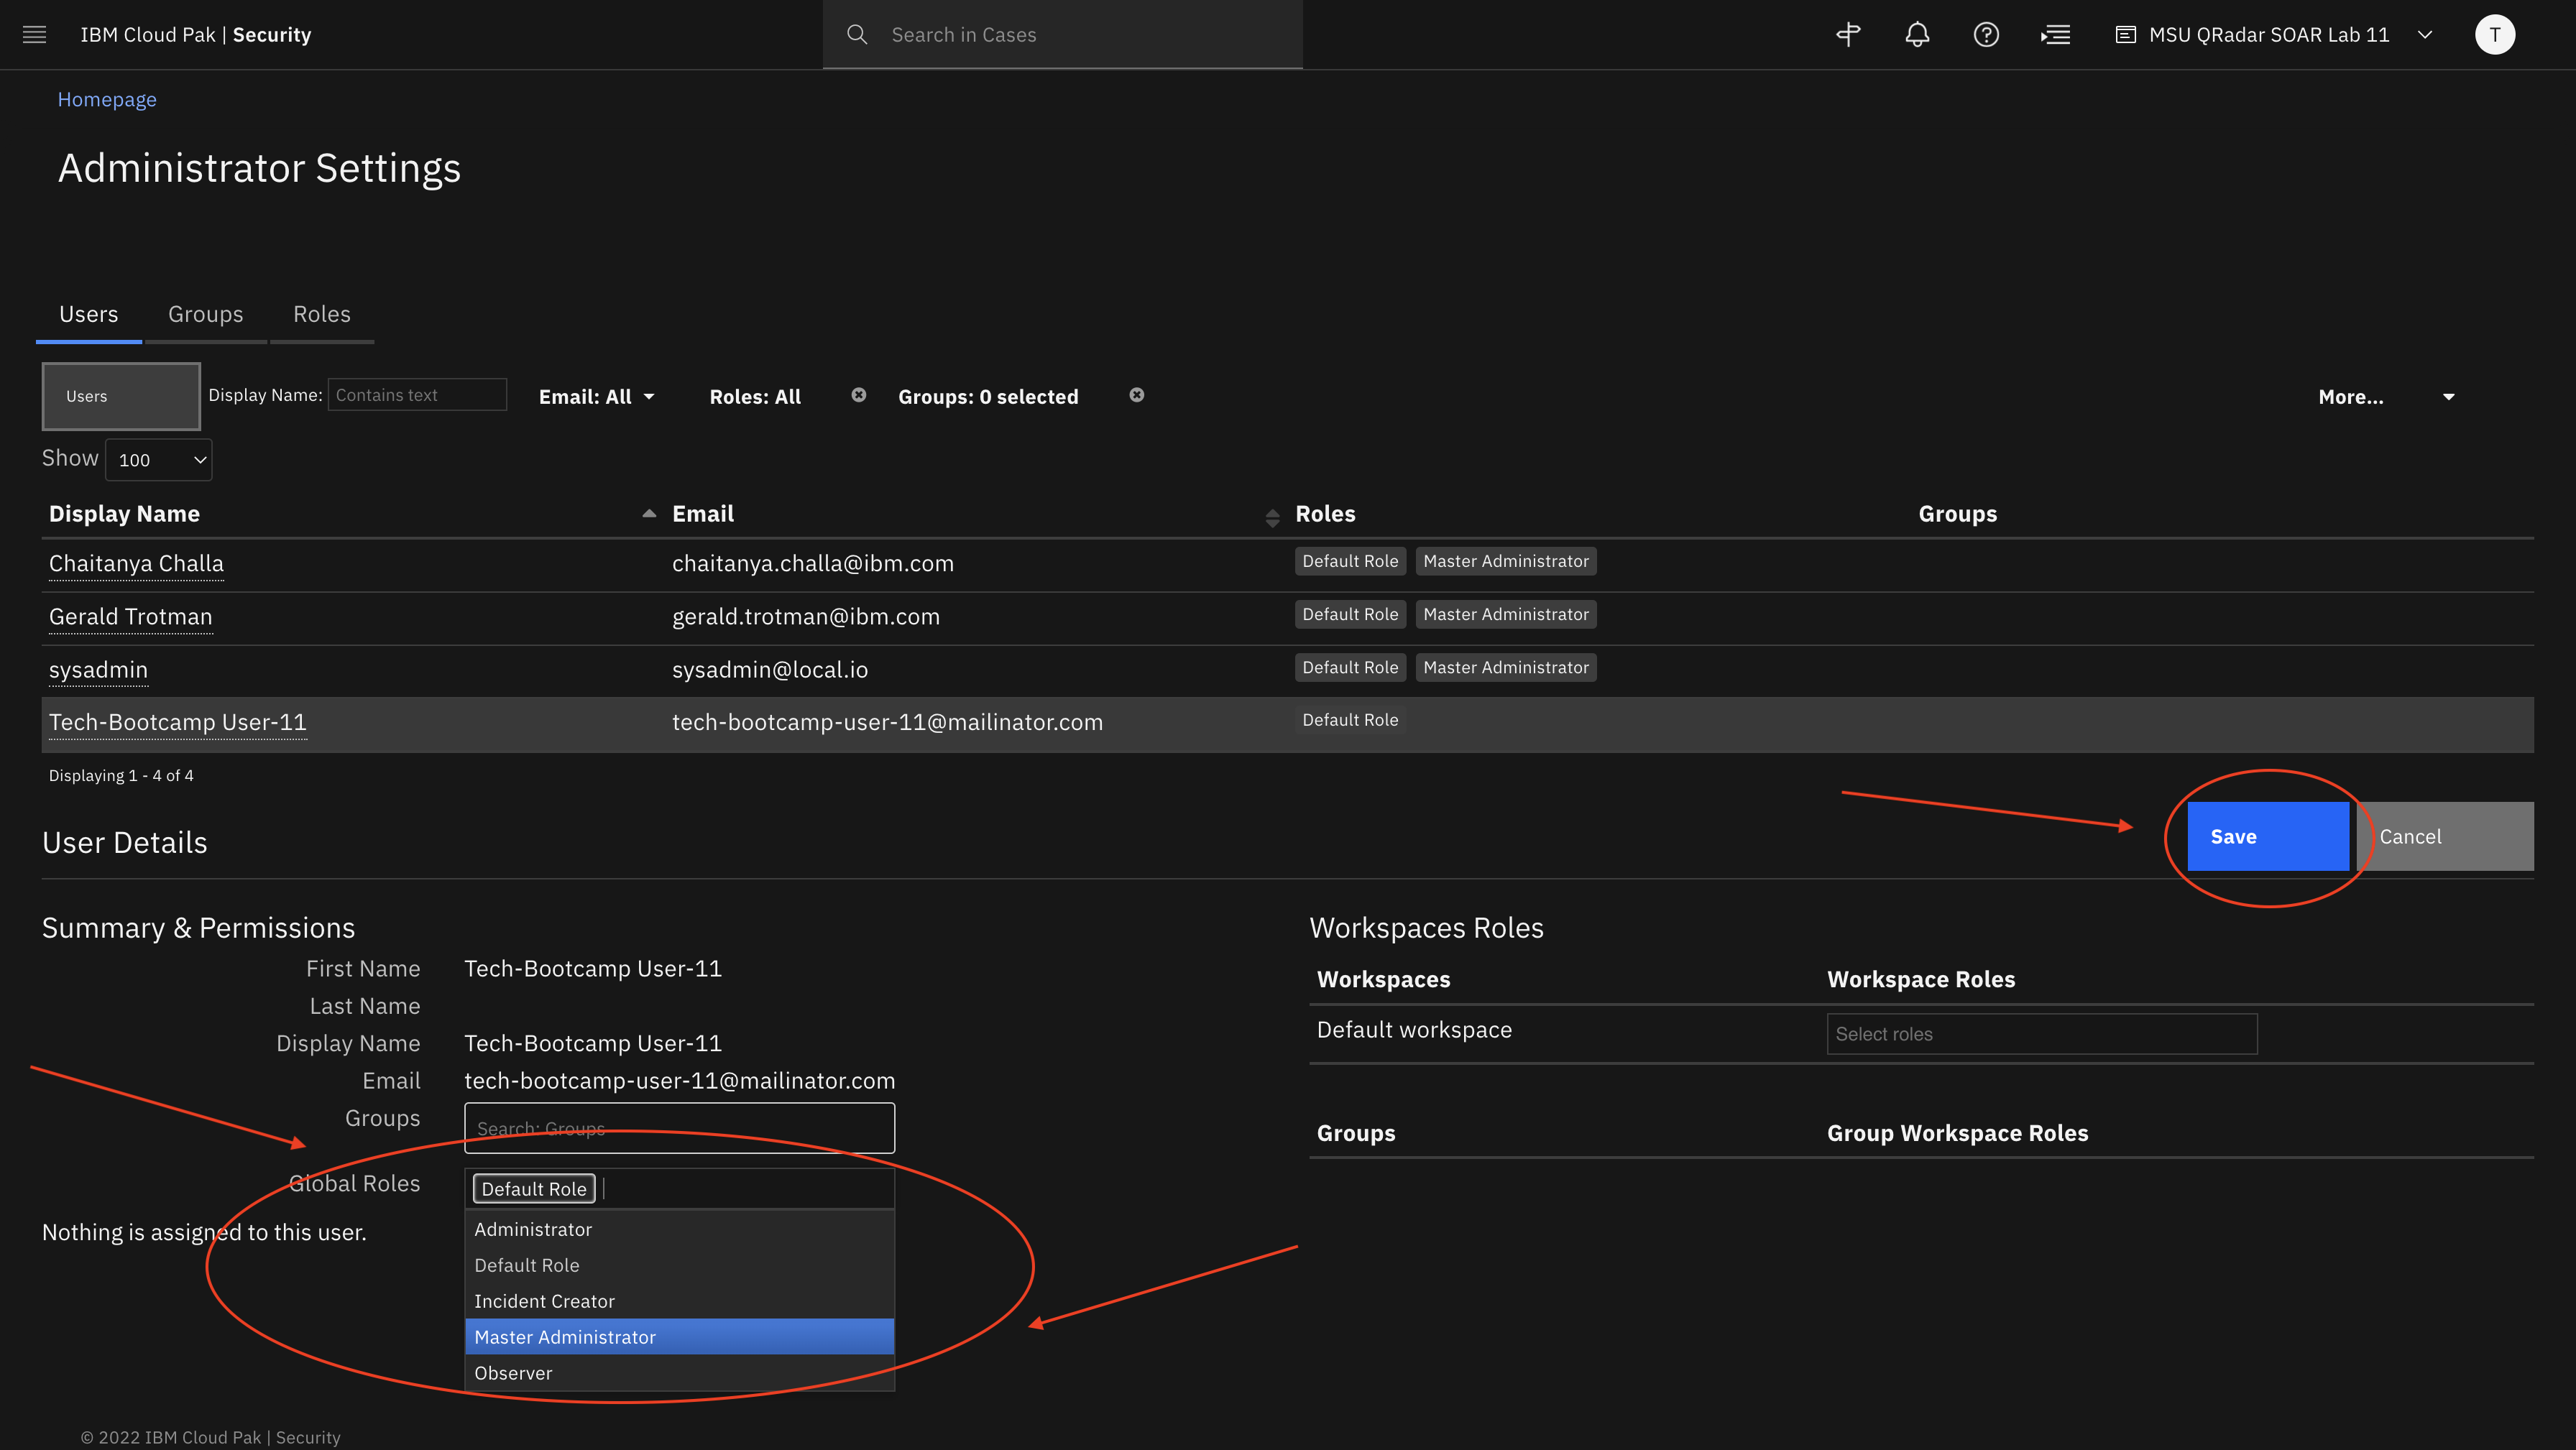 IBM Cloud Pak | Security
Search in Cases
MSU QRadar SOAR Lab 11
T
Homepage
Administrator Settings
Users Groups Roles
Users Display Name: Contains text Email: All Roles: All Groups: 0 selected More...
Show 100
Display Name Email Roles Groups
Chaitanya Challa chaitanya.challa@ibm.com Default Role Master Administrator
Gerald Trotman gerald.trotman@ibm.com Default Role Master Administrator
sysadmin sysadmin@local.io Default Role Master Administrator
Tech-Bootcamp User-11 tech-bootcamp-user-11@mailinator.com Default Role
Displaying 1 - 4 of 4
User Details
Save Cancel
Summary & Permissions
First Name Tech-Bootcamp User-11
Last Name
Display Name Tech-Bootcamp User-11
Email tech-bootcamp-user-11@mailinator.com
Groups Search: Groups
Global Roles Default Role
Administrator
Default Role
Incident Creator
Master Administrator
Observer
Nothing is assigned to this user.
Workspaces Roles
Workspaces Workspace Roles
Default workspace Select roles
Groups Group Workspace Roles
© 2022 IBM Cloud Pak | Security